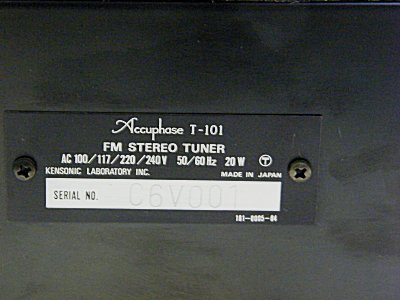 Accuphase T-101
FM STEREO TUNER
AC 100/117/220/240V 50/60Hz 20W T
KENSONIC LABORATORY INC. MADE IN JAPAN
SERIAL NO. C6V001
181-0005-04